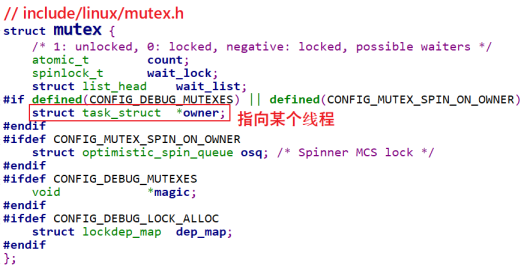 // include/linux/mutex.h
struct mutex {
    /* 1: unlocked, 0: locked, negative: locked, possible waiters */
    atomic_t        count;
    spinlock_t      wait_lock;
    struct list_head    wait_list;
#if defined(CONFIG_DEBUG_MUTEXES) || defined(CONFIG_MUTEX_SPIN_ON_OWNER)
    struct task_struct  *owner; 指向某个线程
#endif
#ifdef CONFIG_MUTEX_SPIN_ON_OWNER
    struct optimistic_spin_queue osq; /* Spinner MCS lock */
#endif
#ifdef CONFIG_DEBUG_MUTEXES
    void            *magic;
#endif
#ifdef CONFIG_DEBUG_LOCK_ALLOC
    struct lockdep_map  dep_map;
#endif
};